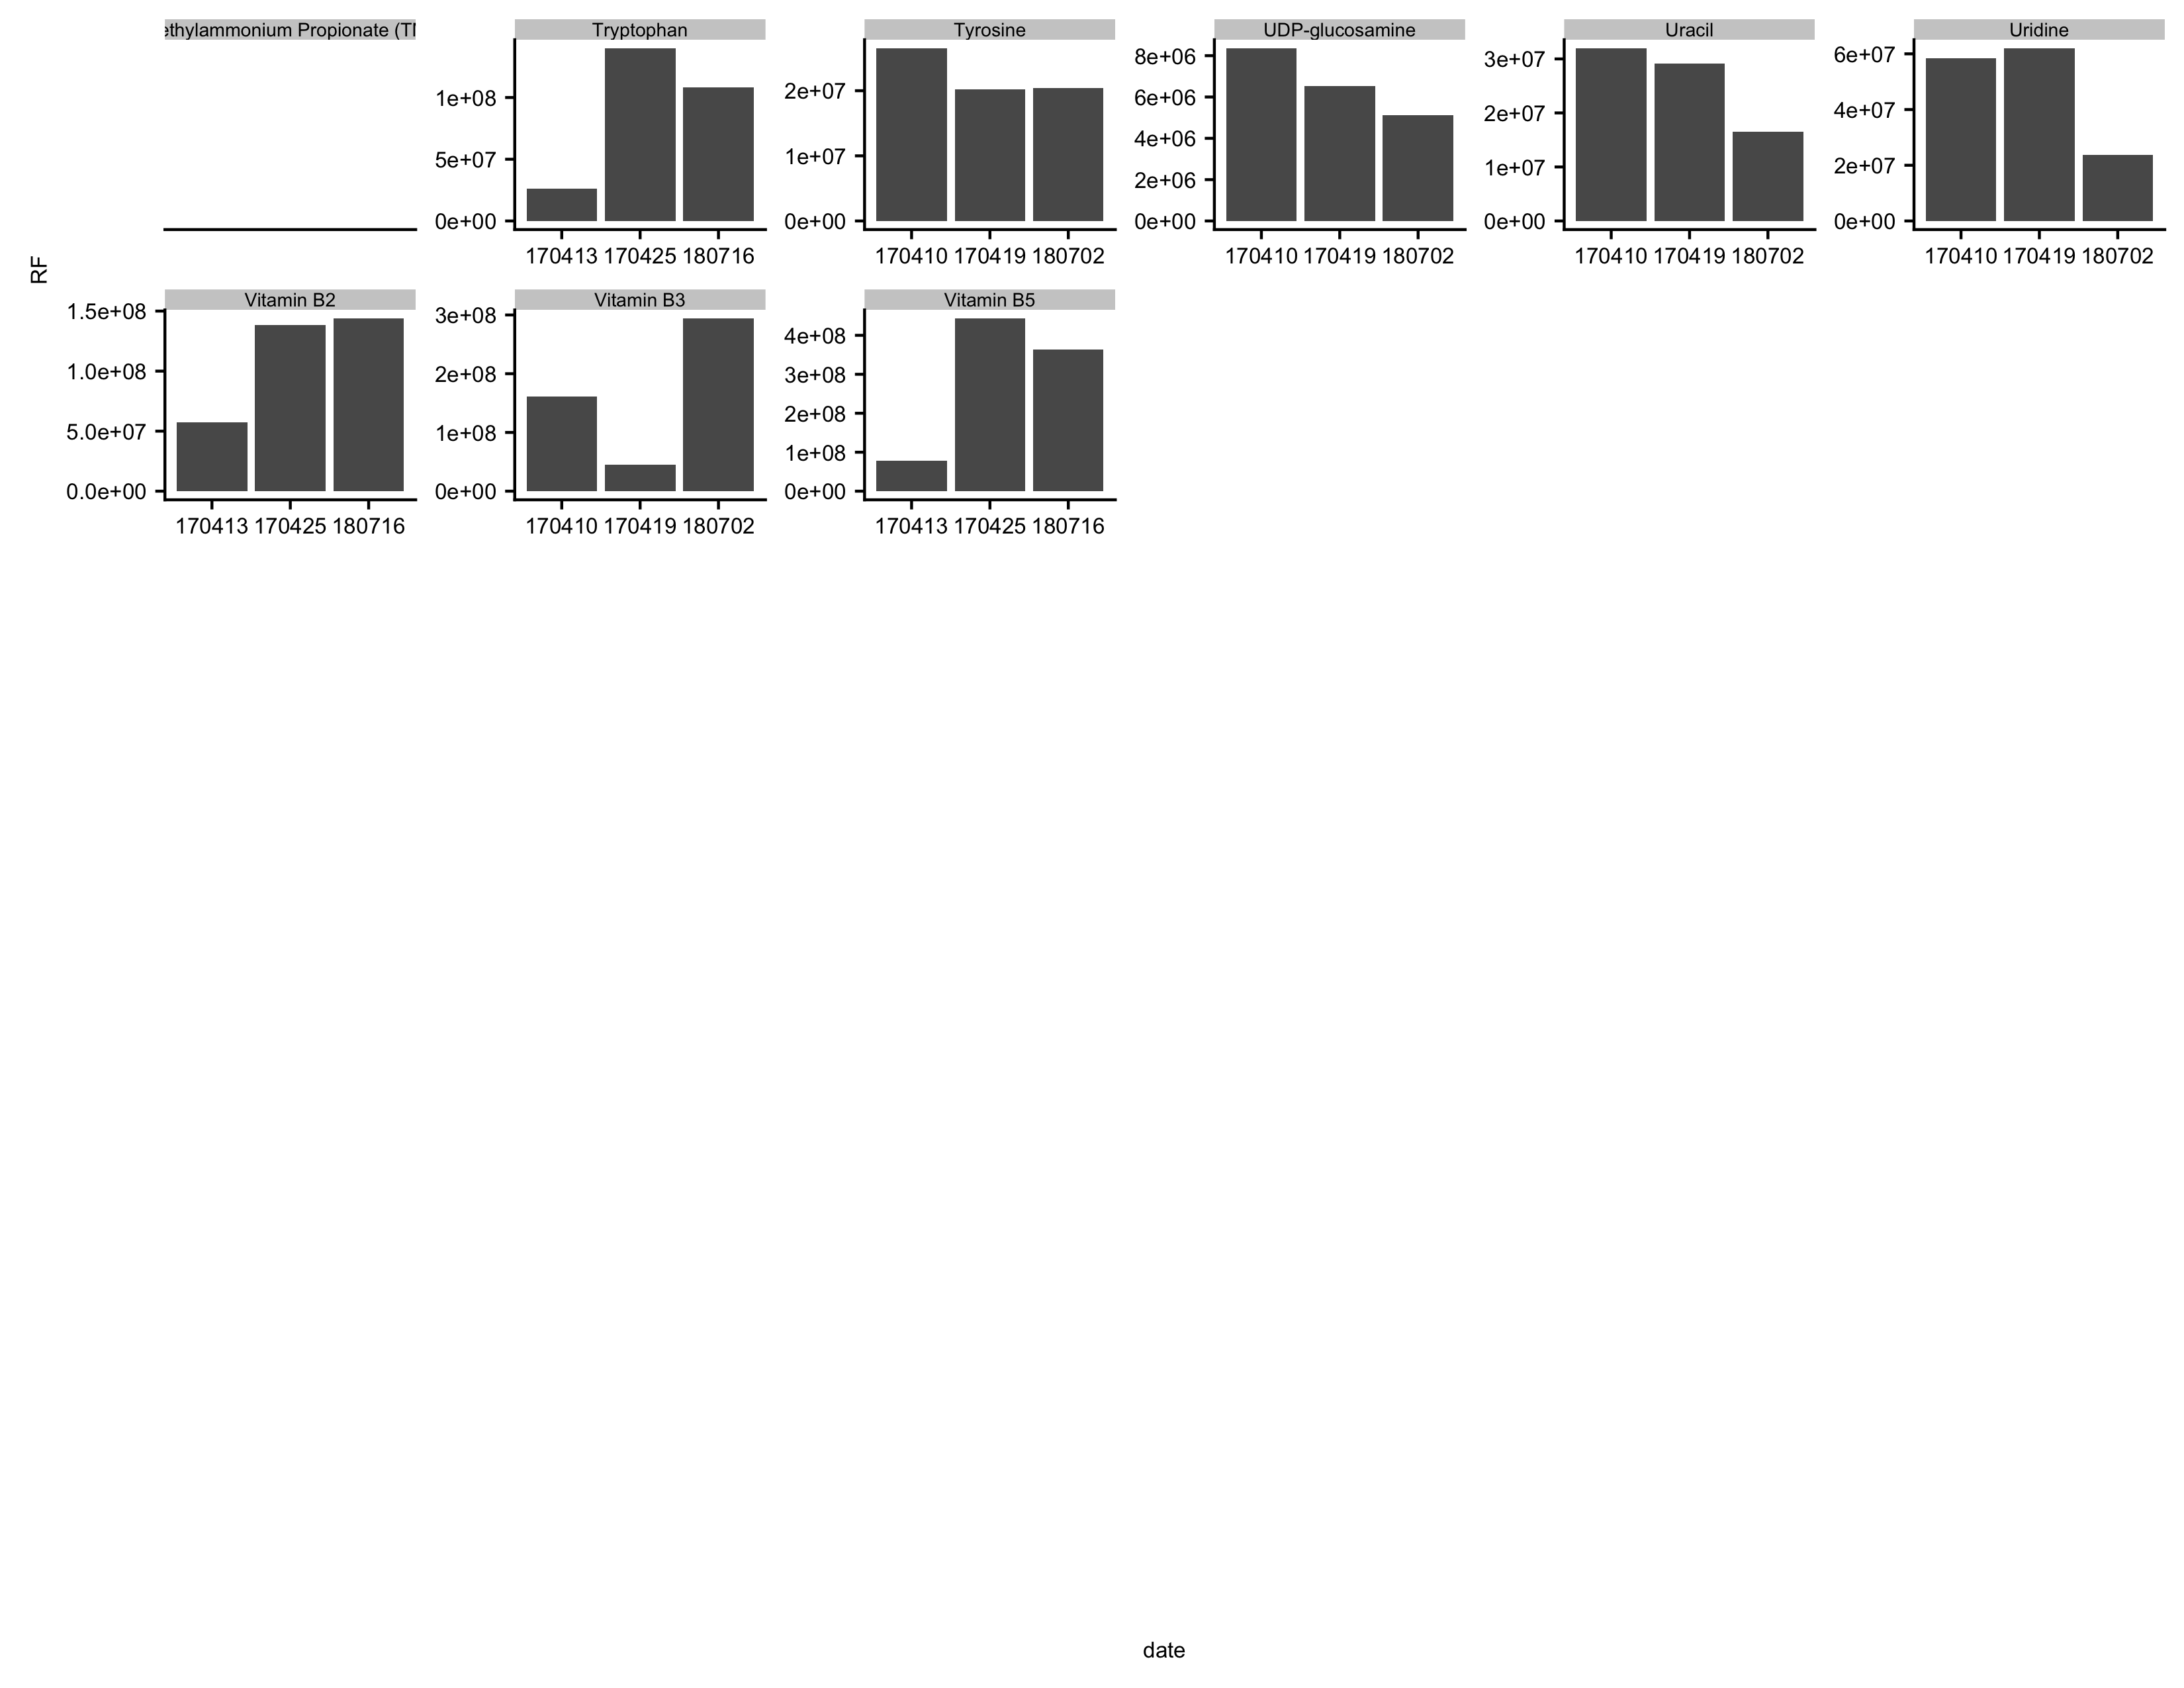 ethylammonium Propionate (TI
Tryptophan
Tyrosine
UDP-glucosamine
Uracil
Uridine
1e+08
5e+07
0e+00
170413 170425 180716
2e+07
1e+07
0e+00
170410 170419 180702
8e+06
6e+06
4e+06
2e+06
0e+00
170410 170419 180702
3e+07
2e+07
1e+07
0e+00
170410 170419 180702
6e+07
4e+07
2e+07
0e+00
170410 170419 180702
RF
Vitamin B2
Vitamin B3
Vitamin B5
1.5e+08
1.0e+08
5.0e+07
0.0e+00
170413 170425 180716
3e+08
2e+08
1e+08
0e+00
170410 170419 180702
4e+08
3e+08
2e+08
1e+08
0e+00
170413 170425 180716
date